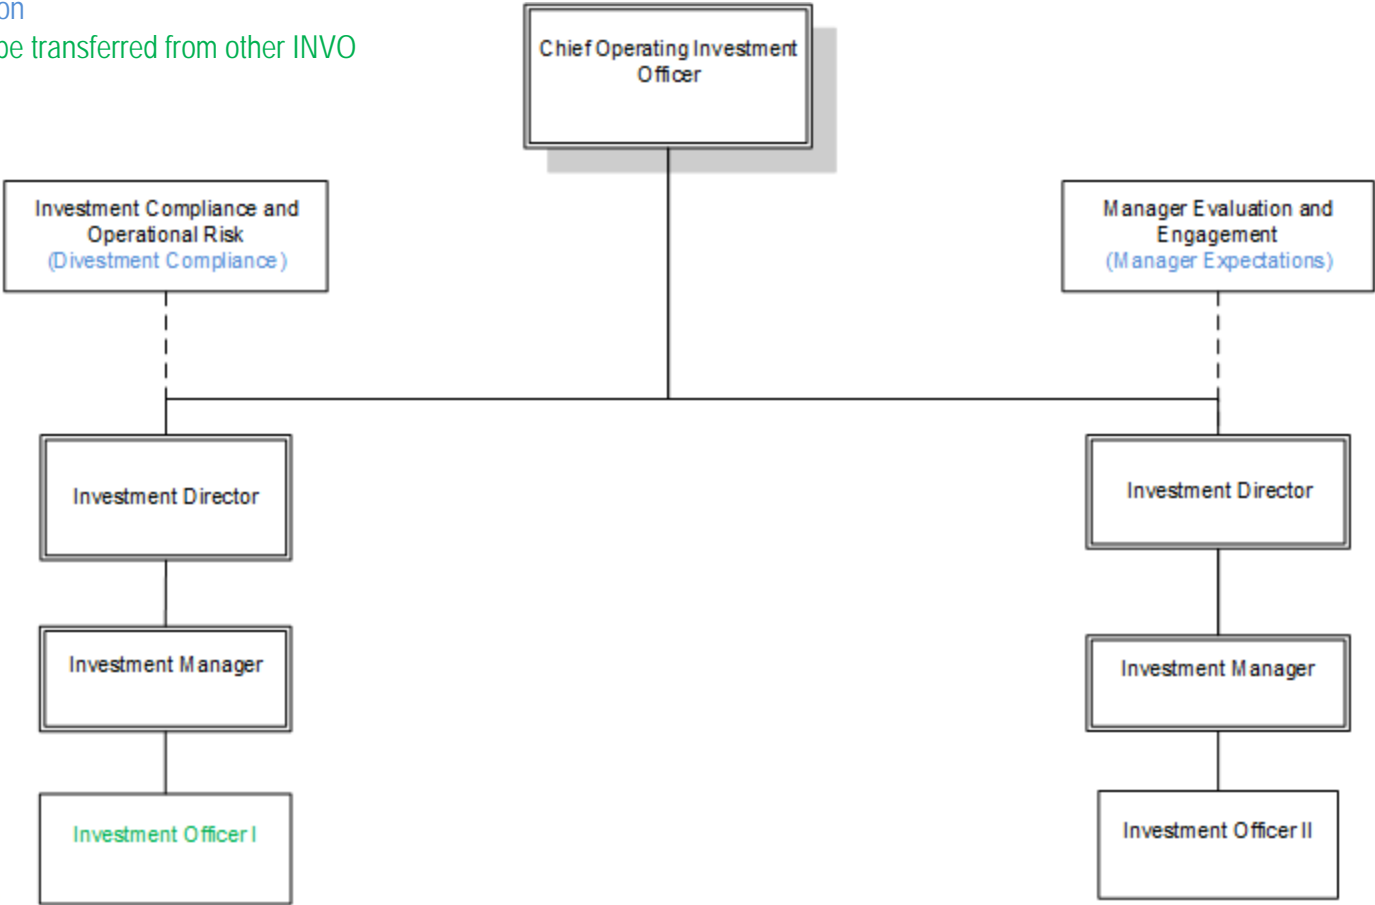 on
be transferred from other INVO
Chief Operating Investment
Officer
Investment Compliance and
Operational Risk
(Divestment Compliance)
Manager Evaluation and
Engagement
(Manager Expectations)
Investment Director
Investment Director
Investment Manager
Investment Manager
Investment Officer I
Investment Officer II